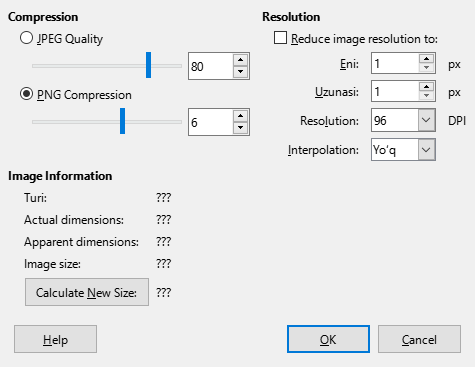 Compression
JPEG Quality
80
PNG Compression
6
Resolution
Reduce image resolution to:
Eni: 1 px
Uzunasi: 1 px
Resolution: 96 DPI
Interpolation: Yoʻq
Image Information
Turi: ???
Actual dimensions: ???
Apparent dimensions: ???
Image size: ???
Calculate New Size: ???
Help
OK
Cancel